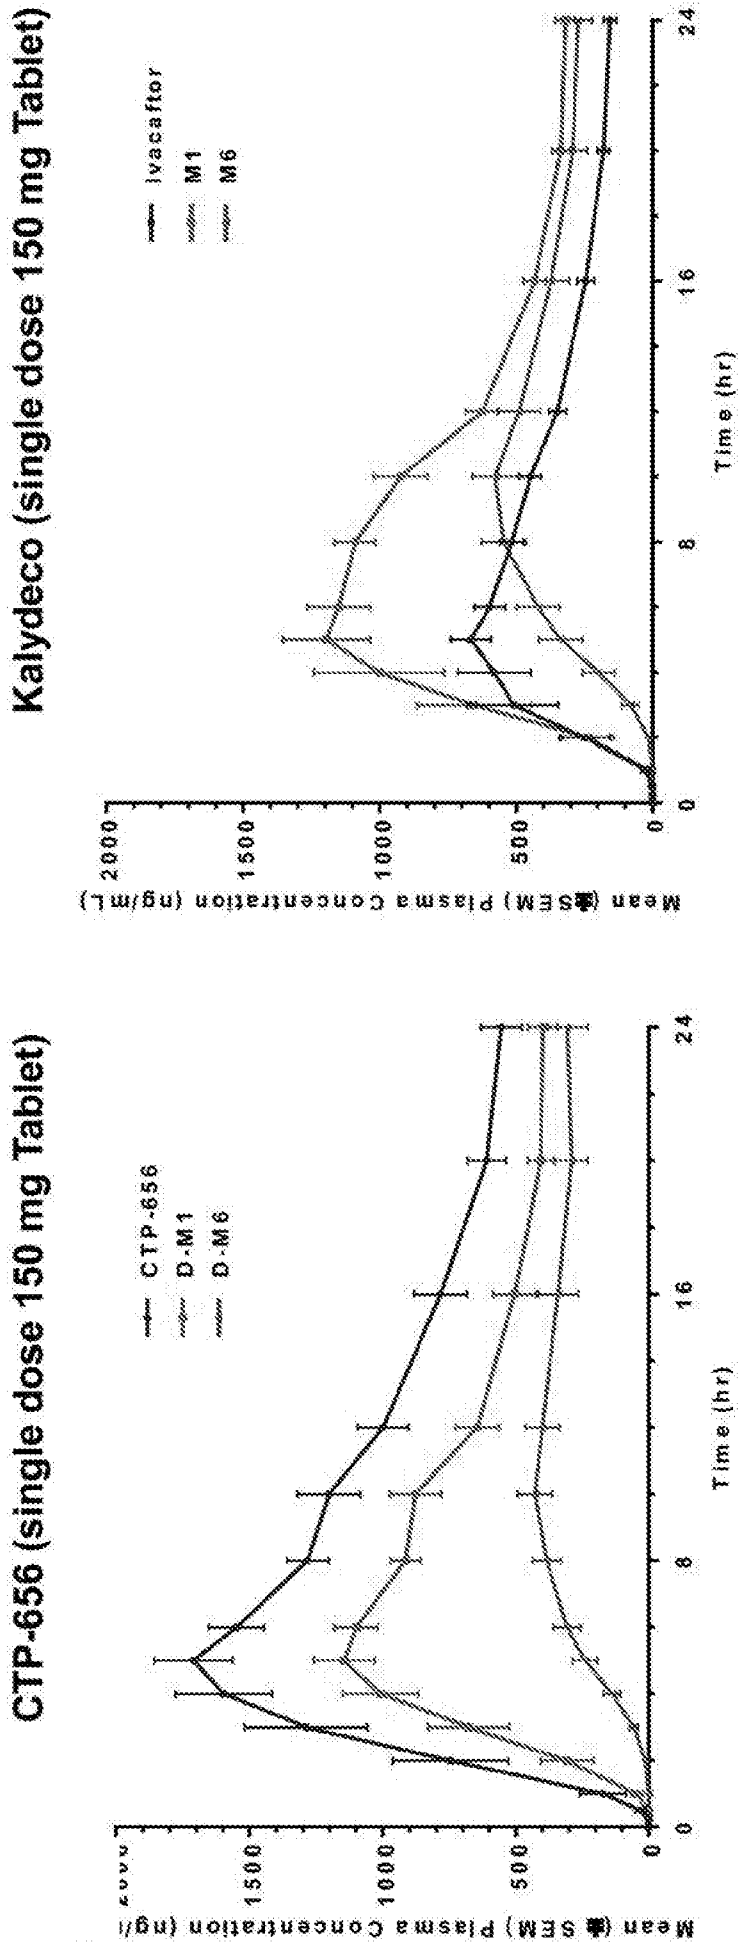 CTP-656 (single dose 150 mg Tablet)
CTP-656
D-M1
D-M6
Mean (± SEM) Plasma Concentration (ng/
2000
1500
1000
500
0
0 8 16 24
Time (hr)
Kalydeco (single dose 150 mg Tablet)
Ivacaftor
M1
M6
Mean (± SEM) Plasma Concentration (ng/mL)
2000
1500
1000
500
0
0 8 16 24
Time (hr)